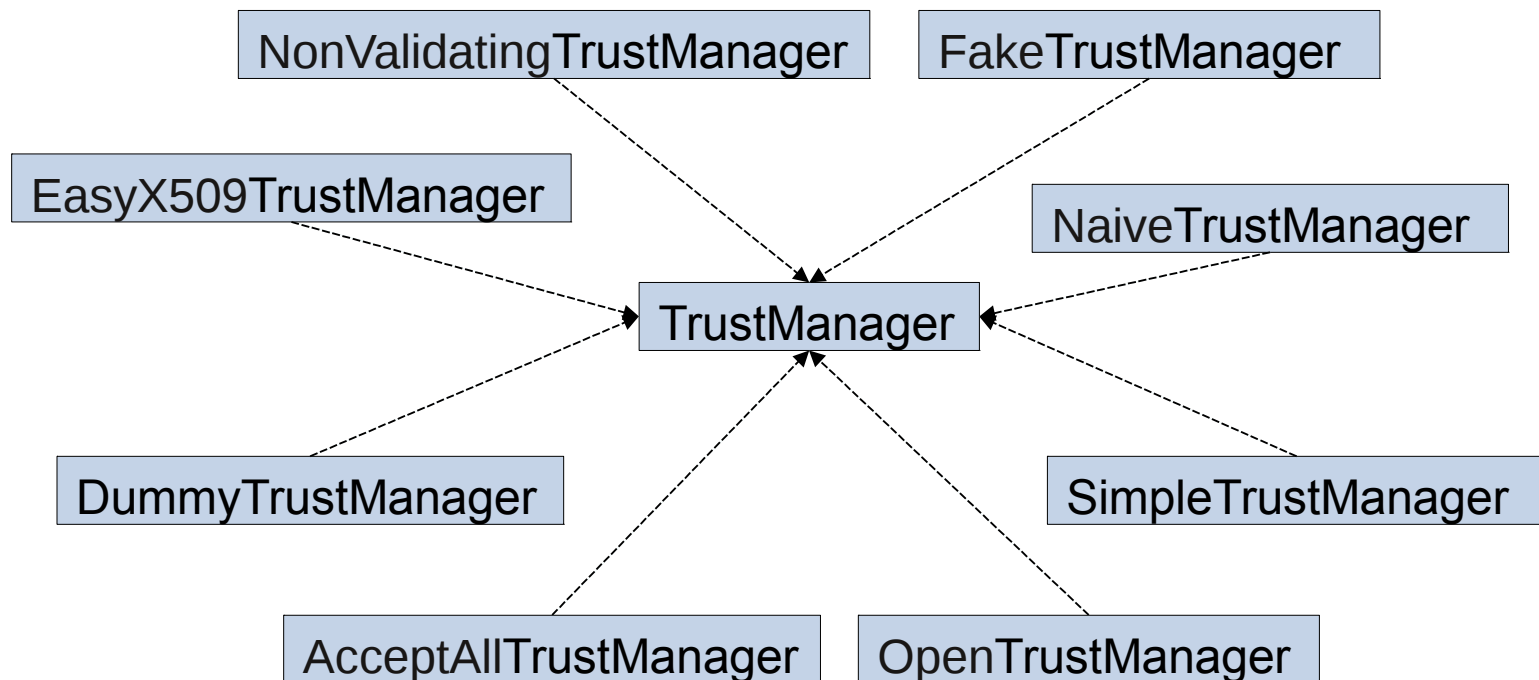 NonValidatingTrustManager
FakeTrustManager
EasyX509TrustManager
NaiveTrustManager
TrustManager
DummyTrustManager
SimpleTrustManager
AcceptAllTrustManager
OpenTrustManager